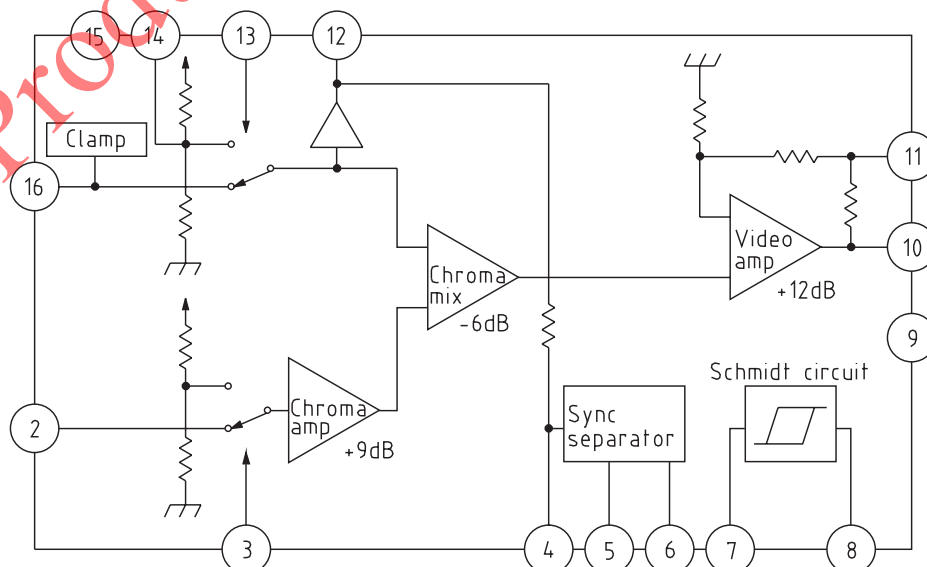 15 14 13 12
Clamp
16
11
Video
amp
10
+12dB
Chroma
mix
-6dB
9
Schmidt circuit
2
Chroma
amp
+9dB
Sync
separator
3 4 5 6 7 8
Prod